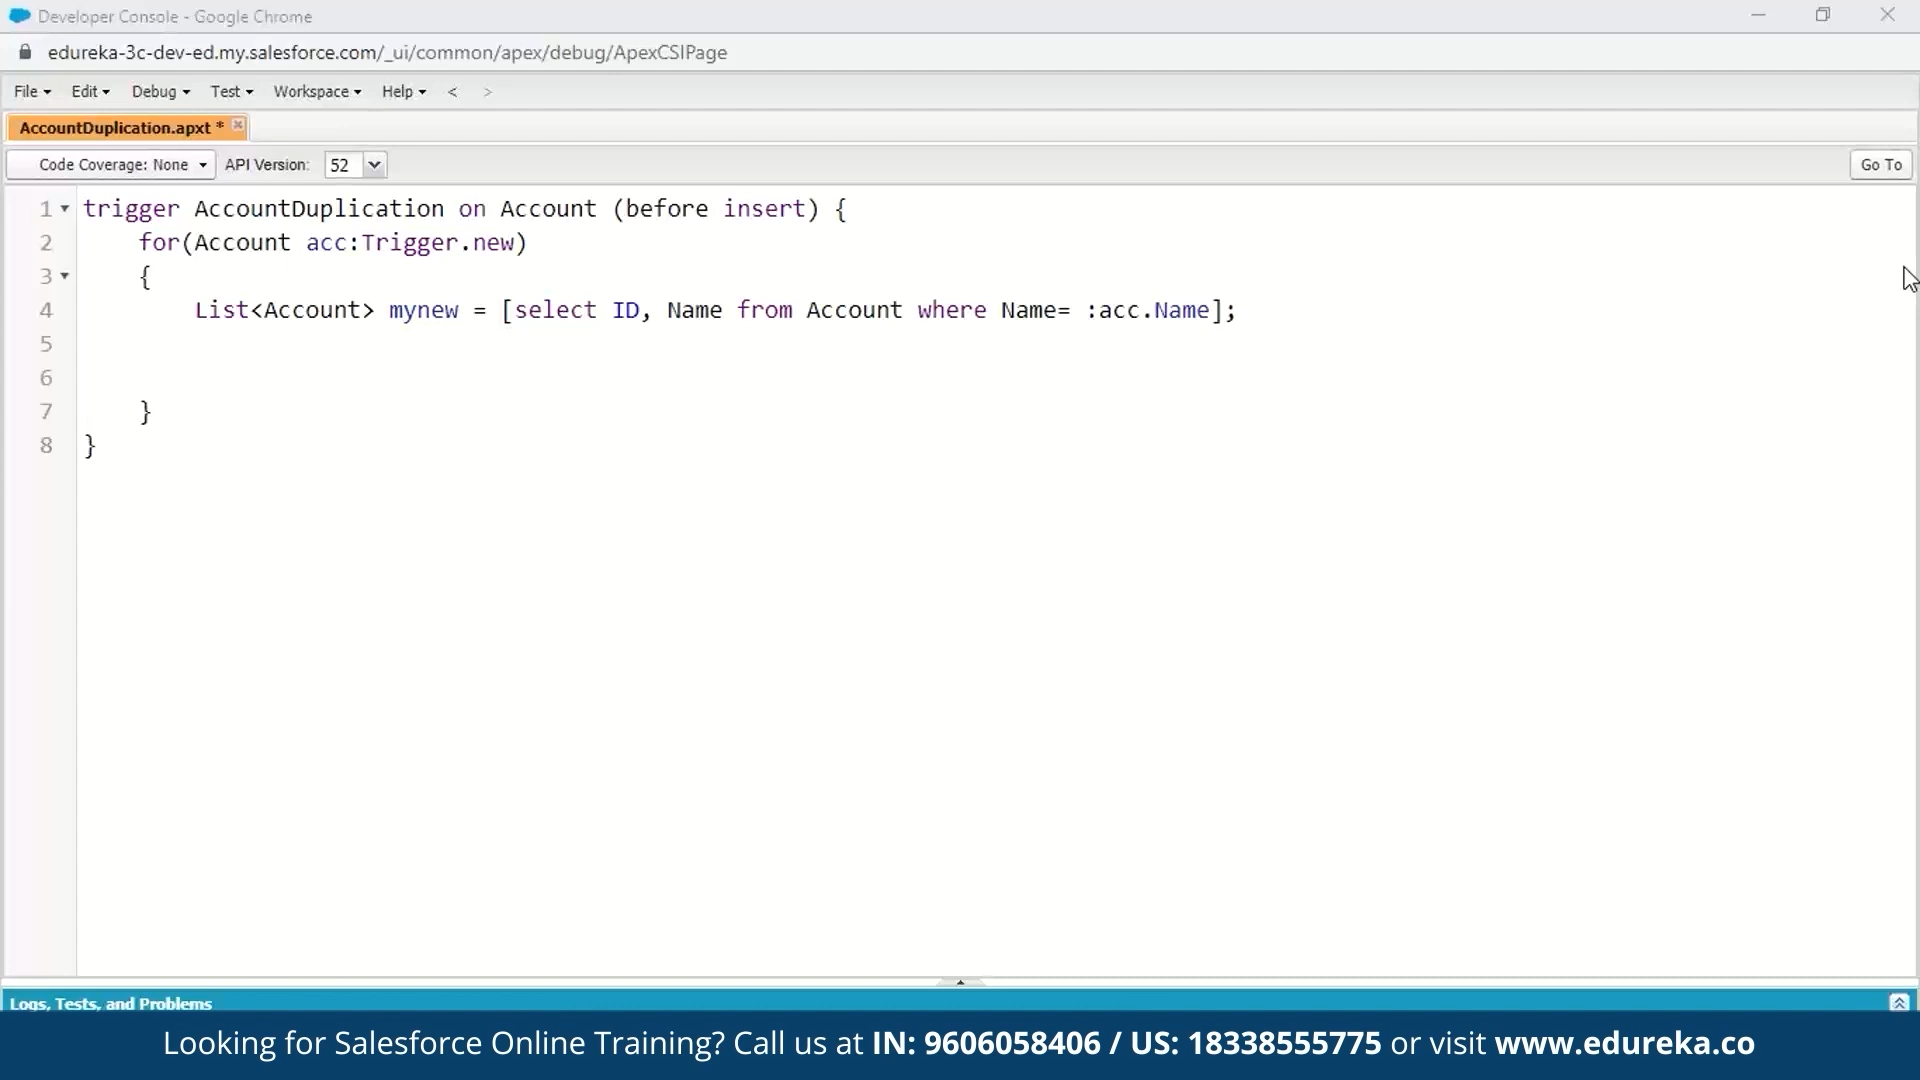 Developer Console - Google Chrome
edureka-3c-dev-ed.my.salesforce.com/_ui/common/apex/debug/ApexCSIPage
File Edit Debug Test Workspace Help < >
AccountDuplication.apxt *
Code Coverage: None API Version: 52 Go To
1 trigger AccountDuplication on Account (before insert) {
2 for(Account acc:Trigger.new)
3 {
4 List<Account> mynew = [select ID, Name from Account where Name= :acc.Name];
5
6
7 }
8 }
Logs, Tests, and Problems
Looking for Salesforce Online Training? Call us at IN: 9606058406 / US: 18338555775 or visit www.edureka.co